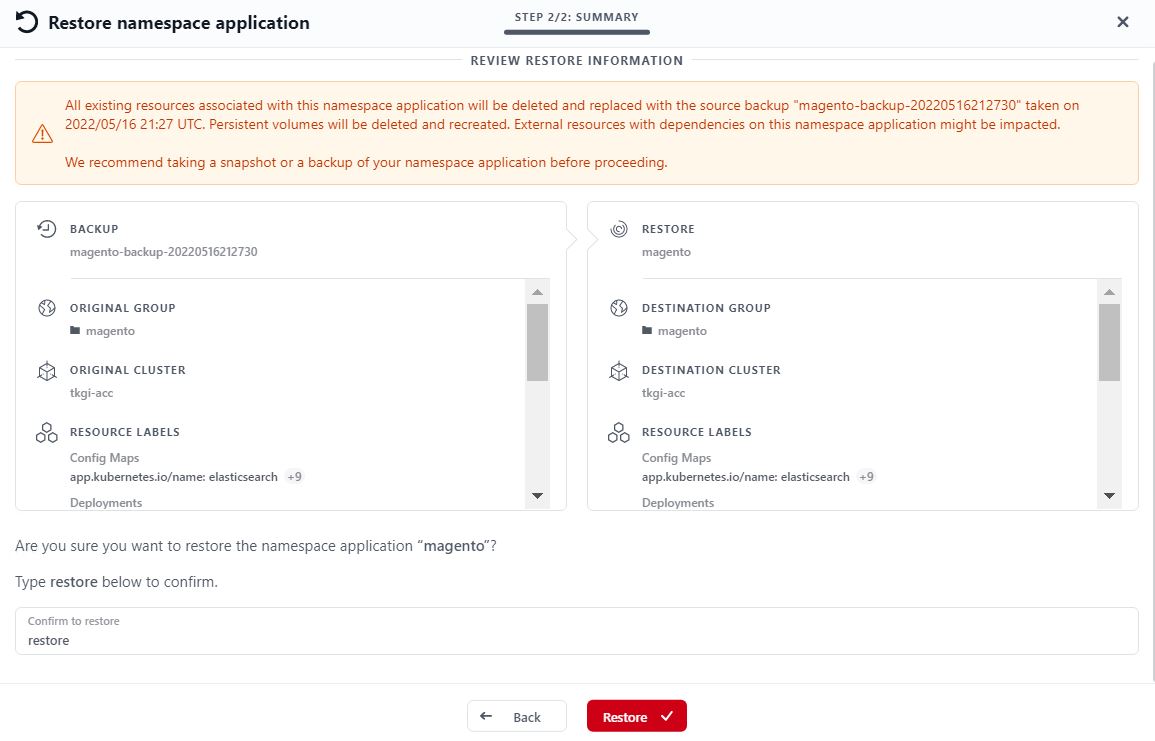 Restore namespace application
STEP 2/2: SUMMARY
REVIEW RESTORE INFORMATION
All existing resources associated with this namespace application will be deleted and replaced with the source backup "magento-backup-20220516212730" taken on
2022/05/16 21:27 UTC. Persistent volumes will be deleted and recreated. External resources with dependencies on this namespace application might be impacted.
We recommend taking a snapshot or a backup of your namespace application before proceeding.
BACKUP
magento-backup-20220516212730
ORIGINAL GROUP
magento
ORIGINAL CLUSTER
tkgi-acc
RESOURCE LABELS
Config Maps
app.kubernetes.io/name: elasticsearch +9
Deployments
RESTORE
magento
DESTINATION GROUP
magento
DESTINATION CLUSTER
tkgi-acc
RESOURCE LABELS
Config Maps
app.kubernetes.io/name: elasticsearch +9
Deployments
Are you sure you want to restore the namespace application “magento”?
Type restore below to confirm.
Confirm to restore
restore
Back
Restore